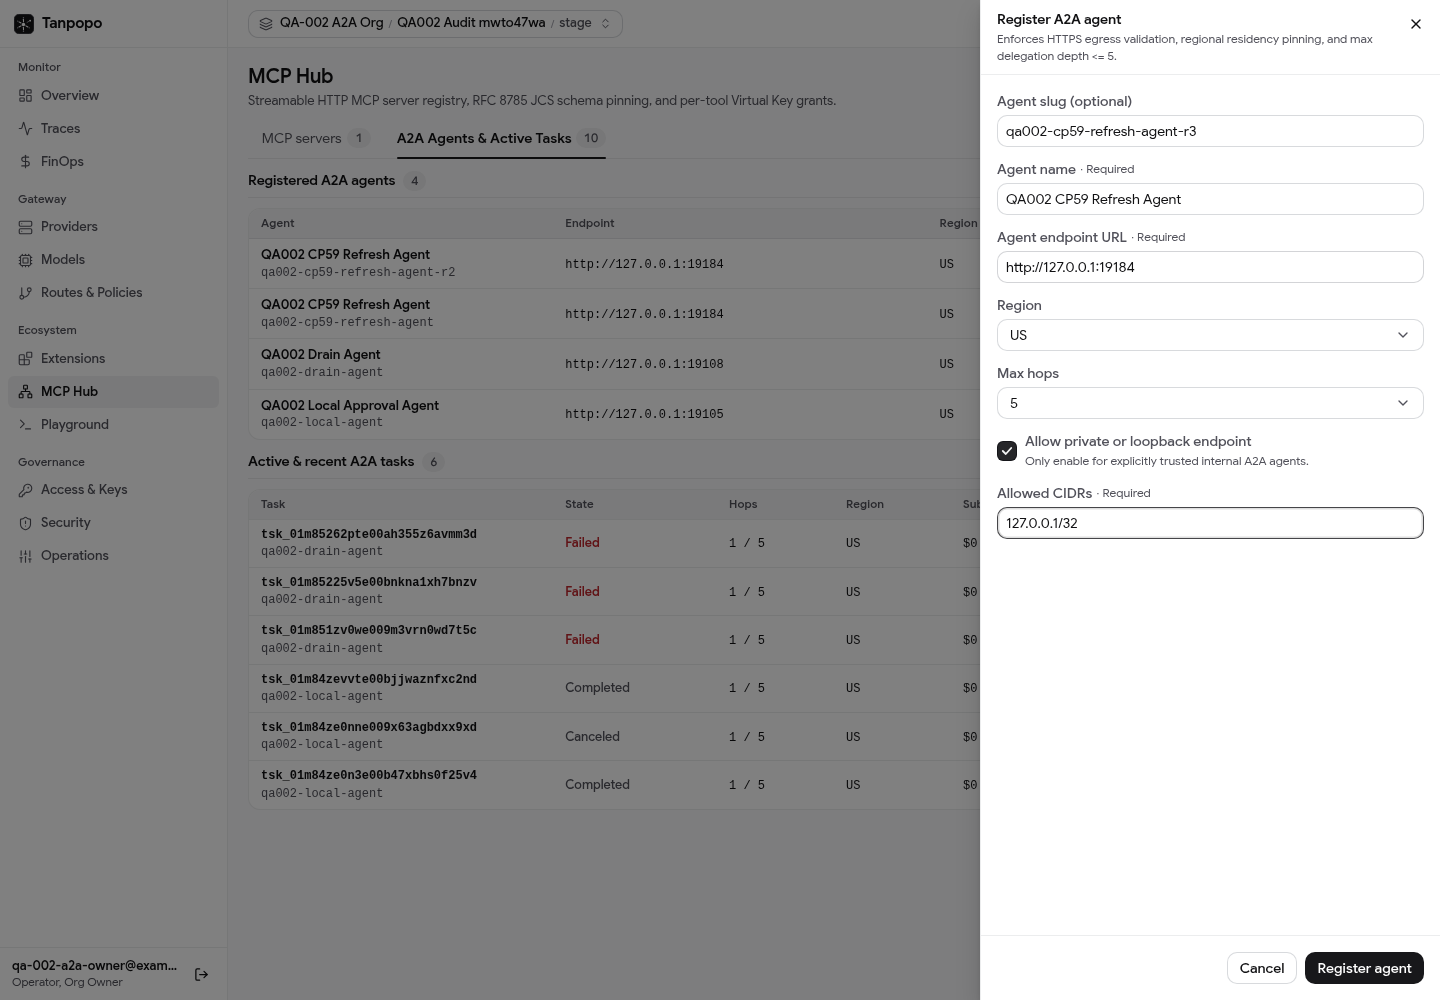 Tanpopo
Monitor
Overview
Traces
FinOps
Gateway
Providers
Models
Routes & Policies
Ecosystem
Extensions
MCP Hub
Playground
Governance
Access & Keys
Security
Operations
qa-002-a2a-owner@exam...
Operator, Org Owner
QA-002 A2A Org / QA002 Audit mwto47wa / stage
MCP Hub
Streamable HTTP MCP server registry, RFC 8785 JCS schema pinning, and per-tool Virtual Key grants.
MCP servers 1 A2A Agents & Active Tasks 10
Registered A2A agents 4
Agent Endpoint Region
QA002 CP59 Refresh Agent
qa002-cp59-refresh-agent-r2 http://127.0.0.1:19184 US
QA002 CP59 Refresh Agent
qa002-cp59-refresh-agent http://127.0.0.1:19184 US
QA002 Drain Agent
qa002-drain-agent http://127.0.0.1:19108 US
QA002 Local Approval Agent
qa002-local-agent http://127.0.0.1:19105 US
Active & recent A2A tasks 6
Task State Hops Region
tsk_01m85262pte00ah355z6avmm3d
qa002-drain-agent Failed 1 / 5 US $0
tsk_01m85225v5e00bnkna1xh7bnzv
qa002-drain-agent Failed 1 / 5 US $0
tsk_01m851zv0we009m3vrn0wd7t5c
qa002-drain-agent Failed 1 / 5 US $0
tsk_01m84zevvte00bjjwaznfxc2nd
qa002-local-agent Completed 1 / 5 US $0
tsk_01m84ze0nne009x63agbdxx9xd
qa002-local-agent Canceled 1 / 5 US $0
tsk_01m84ze0n3e00b47xbhs0f25v4
qa002-local-agent Completed 1 / 5 US $0
Register A2A agent
Enforces HTTPS egress validation, regional residency pinning, and max
delegation depth <= 5.
Agent slug (optional)
qa002-cp59-refresh-agent-r3
Agent name · Required
QA002 CP59 Refresh Agent
Agent endpoint URL · Required
http://127.0.0.1:19184
Region
US
Max hops
5
Allow private or loopback endpoint
Only enable for explicitly trusted internal A2A agents.
Allowed CIDRs · Required
127.0.0.1/32
Cancel
Register agent